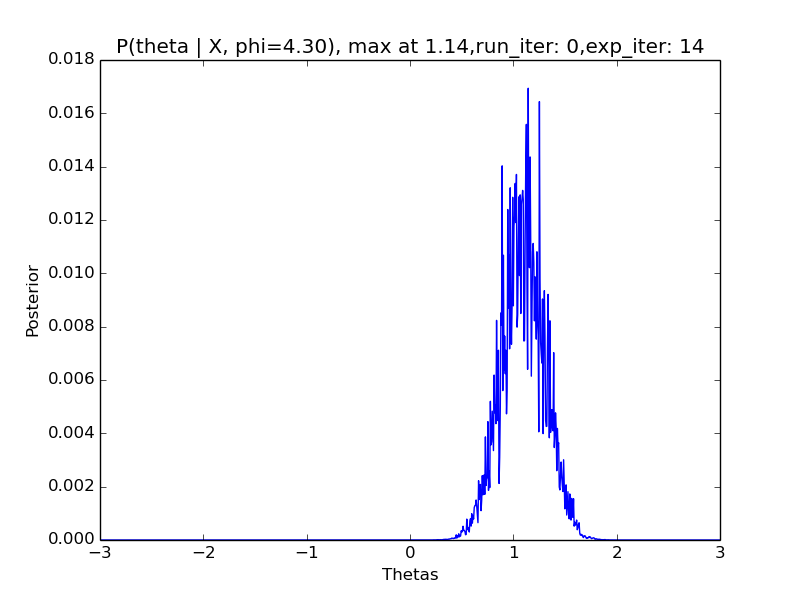 P(theta | X, phi=4.30), max at 1.14,run_iter: 0,exp_iter: 14
0.018
0.016
0.014
0.012
0.010
0.008
0.006
0.004
0.002
0.000
Posterior
−3 −2 −1 0 1 2 3
Thetas